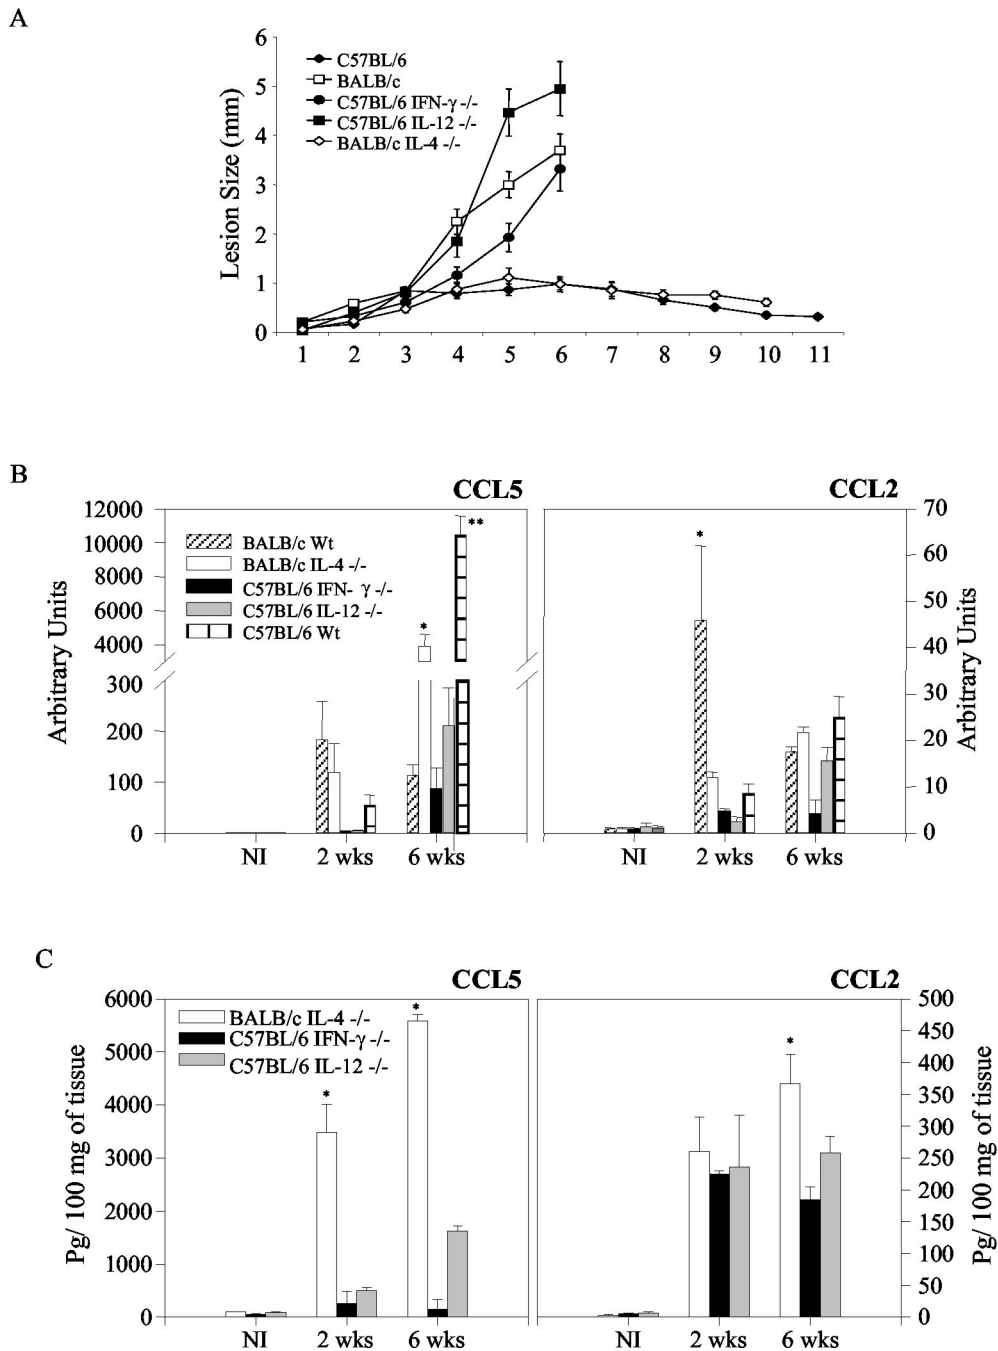 A
Lesion Size (mm)
6
5
4
3
2
1
0
C57BL/6
BALB/c
C57BL/6 IFN-γ -/-
C57BL/6 IL-12 -/-
BALB/c IL-4 -/-
1 2 3 4 5 6 7 8 9 10 11
B
CCL5
CCL2
Arbitrary Units
12000
10000
8000
6000
4000
300
200
100
0
BALB/c Wt
BALB/c IL-4 -/-
C57BL/6 IFN- γ -/-
C57BL/6 IL-12 -/-
C57BL/6 Wt
*
**
NI 2 wks 6 wks
*
70
60
50
40
30
20
10
0
Arbitrary Units
NI 2 wks 6 wks
C
CCL5
CCL2
Pg/ 100 mg of tissue
6000
5000
4000
3000
2000
1000
0
BALB/c IL-4 -/-
C57BL/6 IFN-γ -/-
C57BL/6 IL-12 -/-
*
*
NI 2 wks 6 wks
*
500
450
400
350
300
250
200
150
100
50
0
Pg/ 100 mg of tissue
NI 2 wks 6 wks